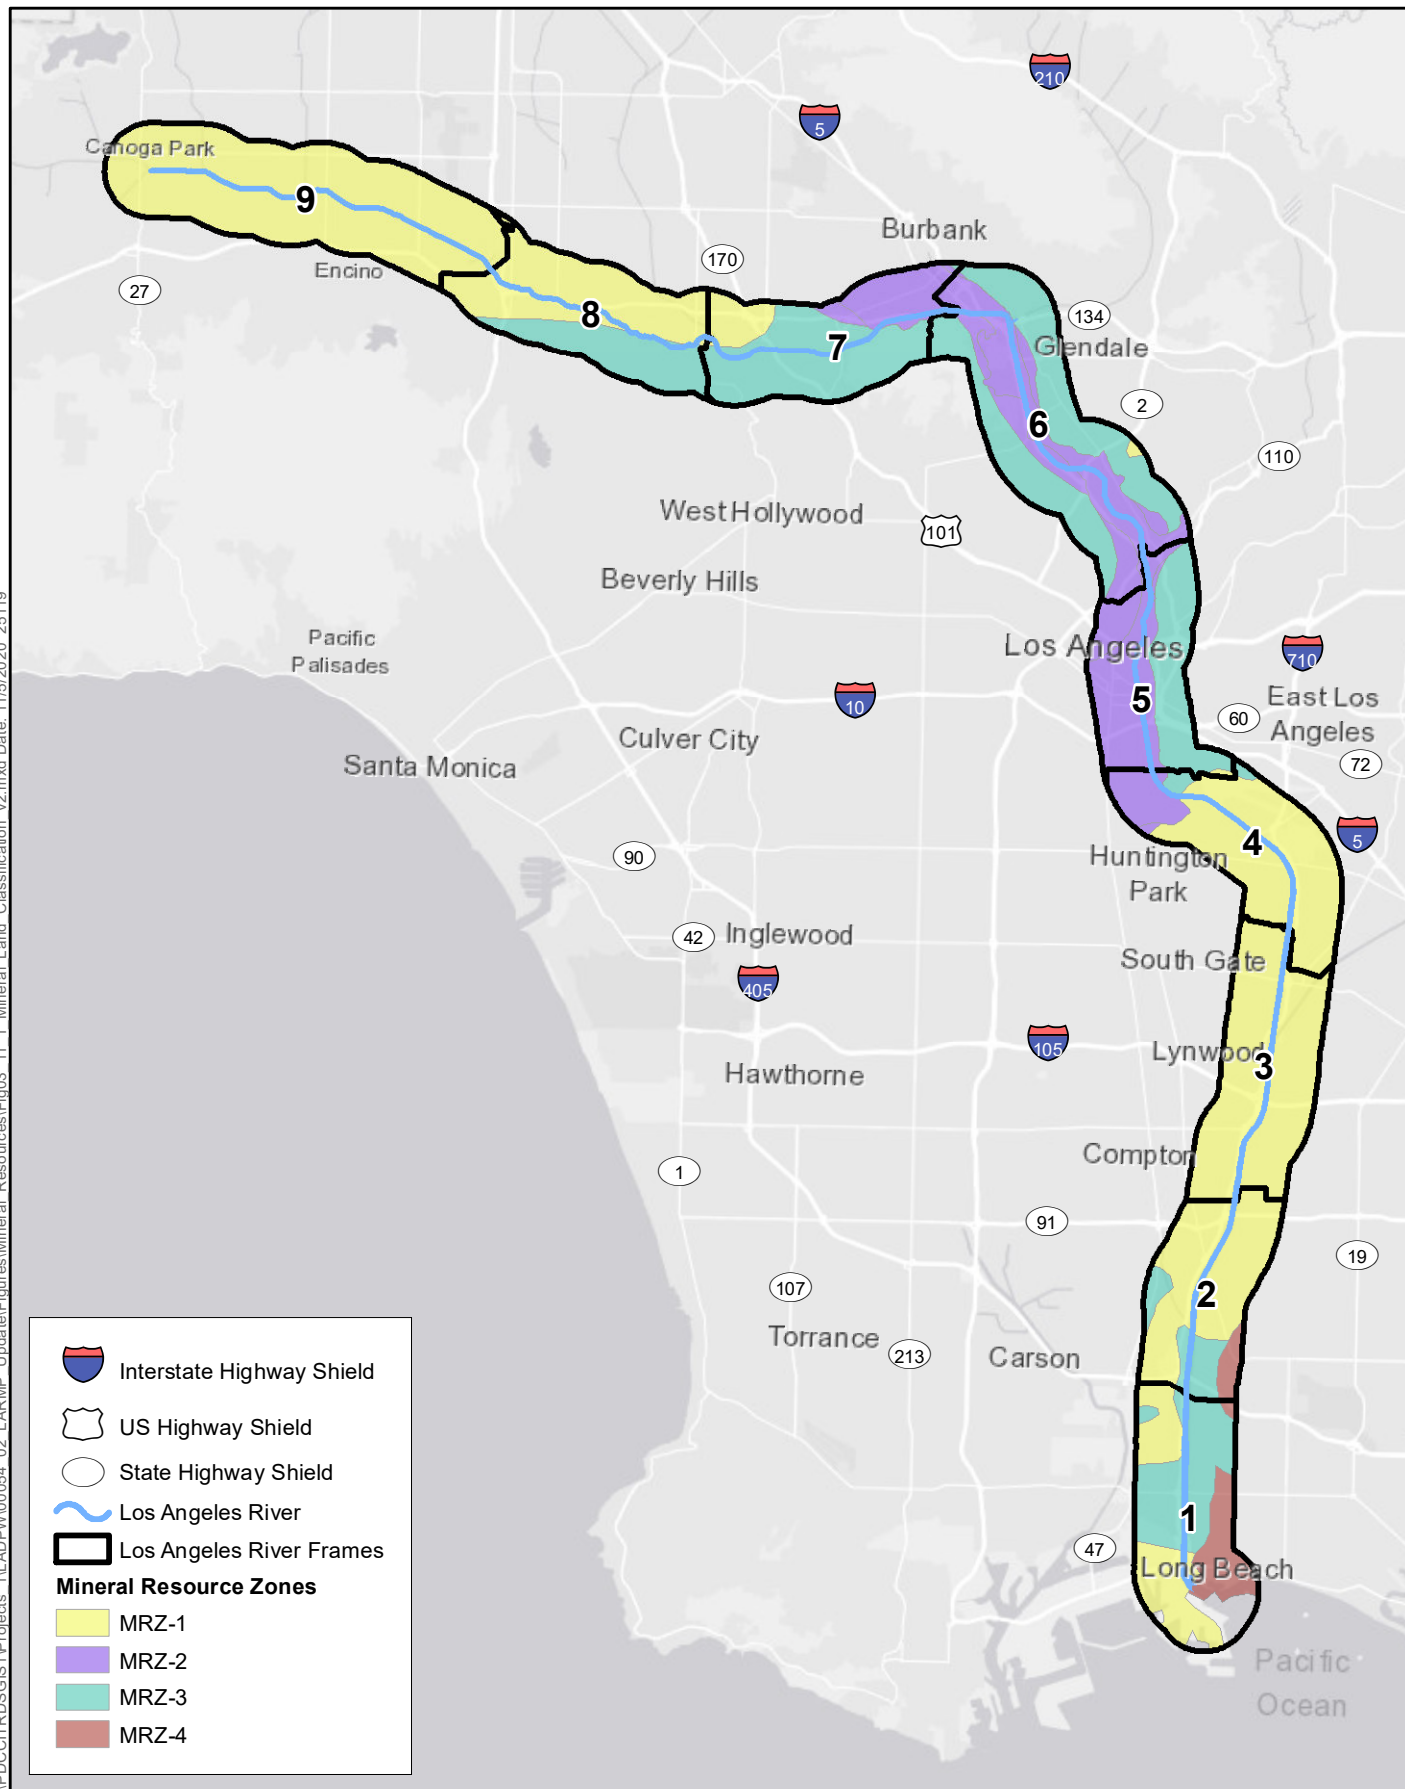 210
5
Canoga Park
9
Burbank
170
Encino
27
8
134
7
Glendale
2
6
110
West Hollywood
101
Beverly Hills
Pacific
Palisades
Los Angeles
710
10
5
East Los
Angeles
60
Culver City
72
Santa Monica
4
5
90
Huntington
Park
42
Inglewood
South Gate
405
105
Lynwood
3
Hawthorne
Compton
1
91
19
107
2
Torrance
213
Carson
1
47
Long Beach
Pacific
Ocean
Interstate Highway Shield
US Highway Shield
State Highway Shield
Los Angeles River
Los Angeles River Frames
Mineral Resource Zones
MRZ-1
MRZ-2
MRZ-3
MRZ-4